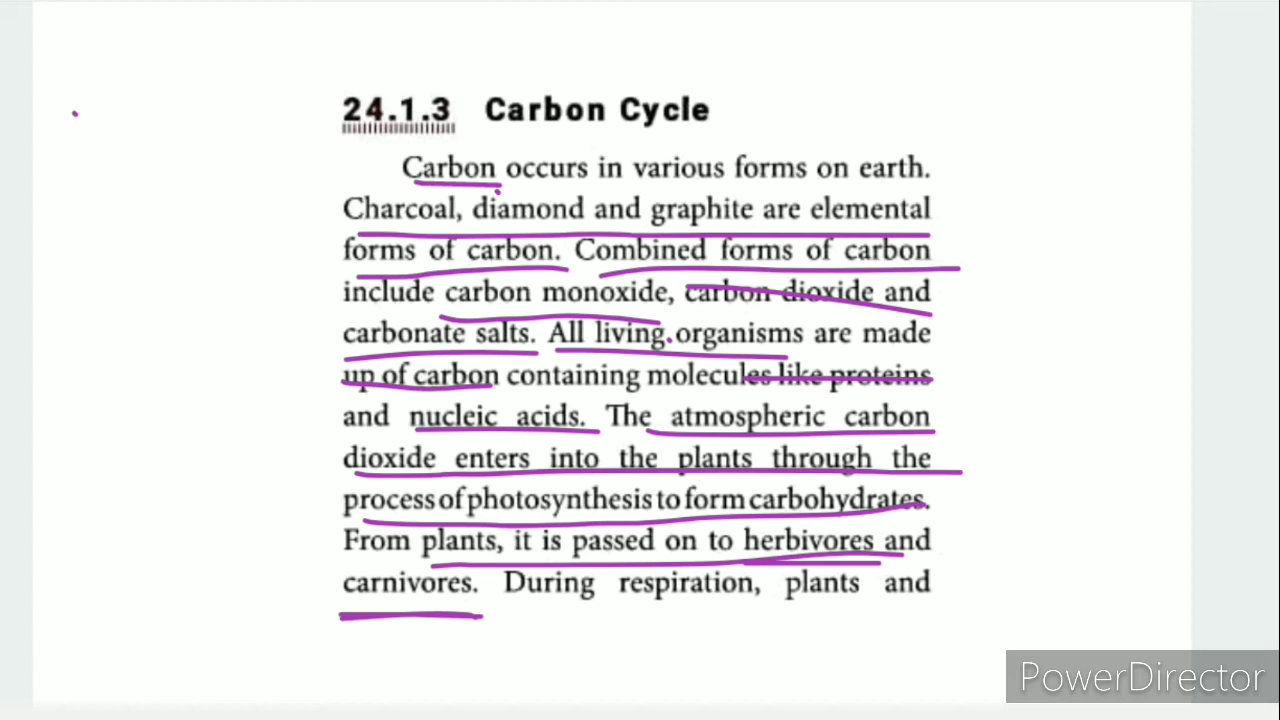 24.1.3 Carbon Cycle
Carbon occurs in various forms on earth.
Charcoal, diamond and graphite are elemental
forms of carbon. Combined forms of carbon
include carbon monoxide, carbon dioxide and
carbonate salts. All living organisms are made
up of carbon containing molecules like proteins
and nucleic acids. The atmospheric carbon
dioxide enters into the plants through the
process of photosynthesis to form carbohydrates.
From plants, it is passed on to herbivores and
carnivores. During respiration, plants and
PowerDirector